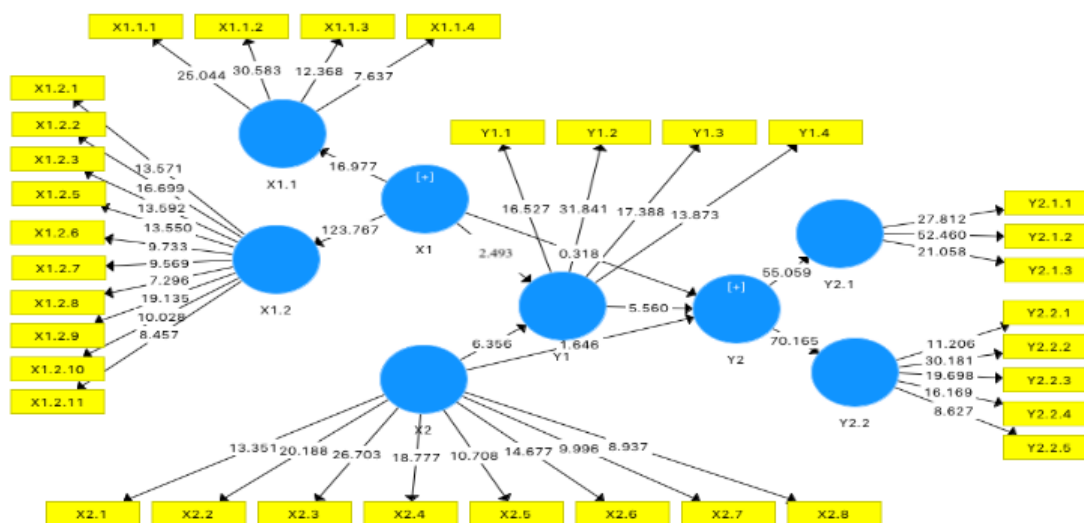 X1.1.1 X1.1.2 X1.1.3 X1.1.4
25.044 30.583 12.368 7.637
X1.2.1
X1.2.2
X1.2.3
X1.2.5
X1.2.6
X1.2.7
X1.2.8
X1.2.9
X1.2.10
X1.2.11
13.571
16.699
13.592
13.550
9.733
9.569
7.296
19.135
10.028
8.457
X1.1
16.977
[+]
X1
123.767
X1.2
Y1.1 Y1.2 Y1.3 Y1.4
16.527 31.841 17.388 13.873
2.493
0.318
Y1
5.560
6.356
1.646
X2
[+]
Y2
55.059
70.165
Y2.1
27.812
52.460
21.058
Y2.1.1
Y2.1.2
Y2.1.3
Y2.2
11.206
30.181
19.698
16.169
8.627
Y2.2.1
Y2.2.2
Y2.2.3
Y2.2.4
Y2.2.5
13.351 20.188 26.703 18.777 10.708 14.677 9.996 8.937
X2.1 X2.2 X2.3 X2.4 X2.5 X2.6 X2.7 X2.8